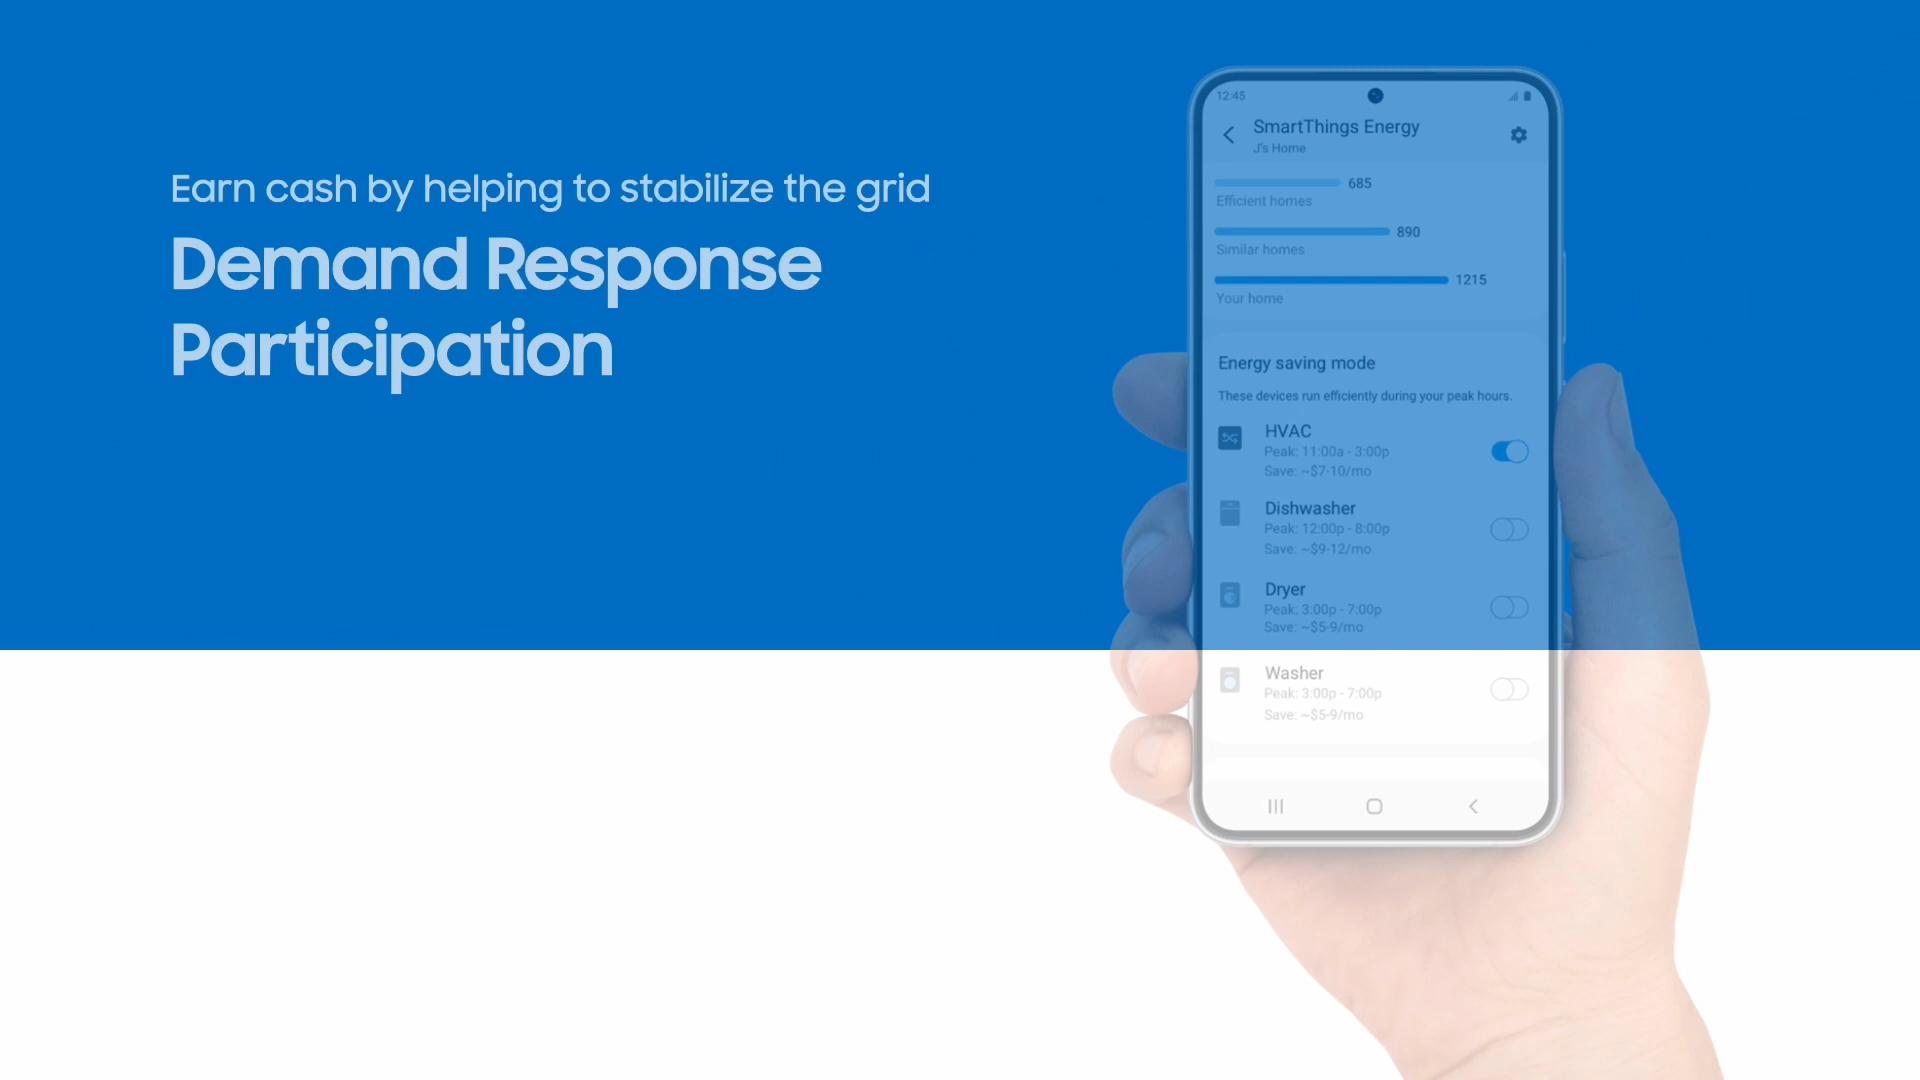 Earn cash by helping to stabilize the grid
Demand Response
Participation
12:45
SmartThings Energy
J's Home
685
Efficient homes
890
Similar homes
1215
Your home
Energy saving mode
These devices run efficiently during your peak hours.
HVAC
Peak: 11:00a - 3:00p
Save: ~$7-10/mo
Dishwasher
Peak: 12:00p - 8:00p
Save: ~$9-12/mo
Dryer
Peak: 3:00p - 7:00p
Save: ~$5-9/mo
Washer
Peak: 3:00p - 7:00p
Save: ~$5-9/mo